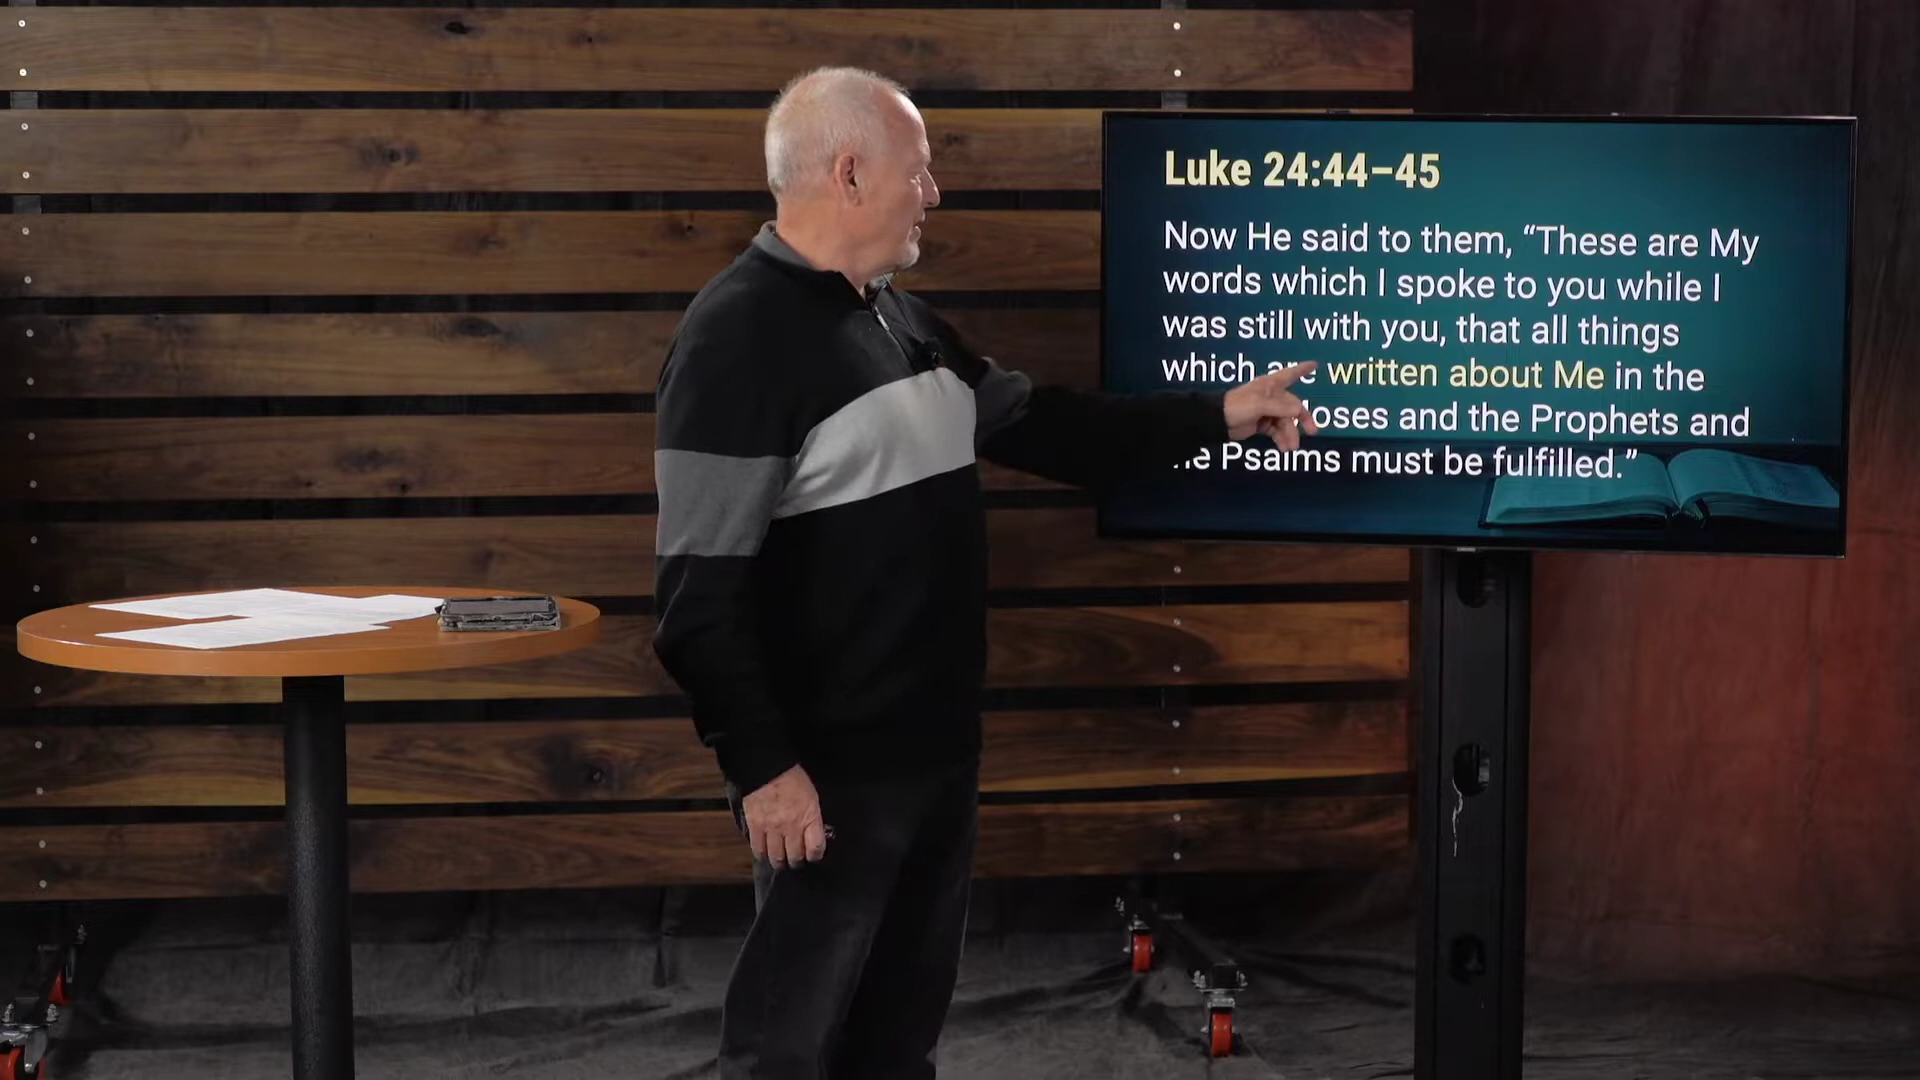 Luke 24:44–45
Now He said to them, “These are My
words which I spoke to you while I
was still with you, that all things
which are written about Me in the
and the Prophets and
Psalms must be fulfilled.”